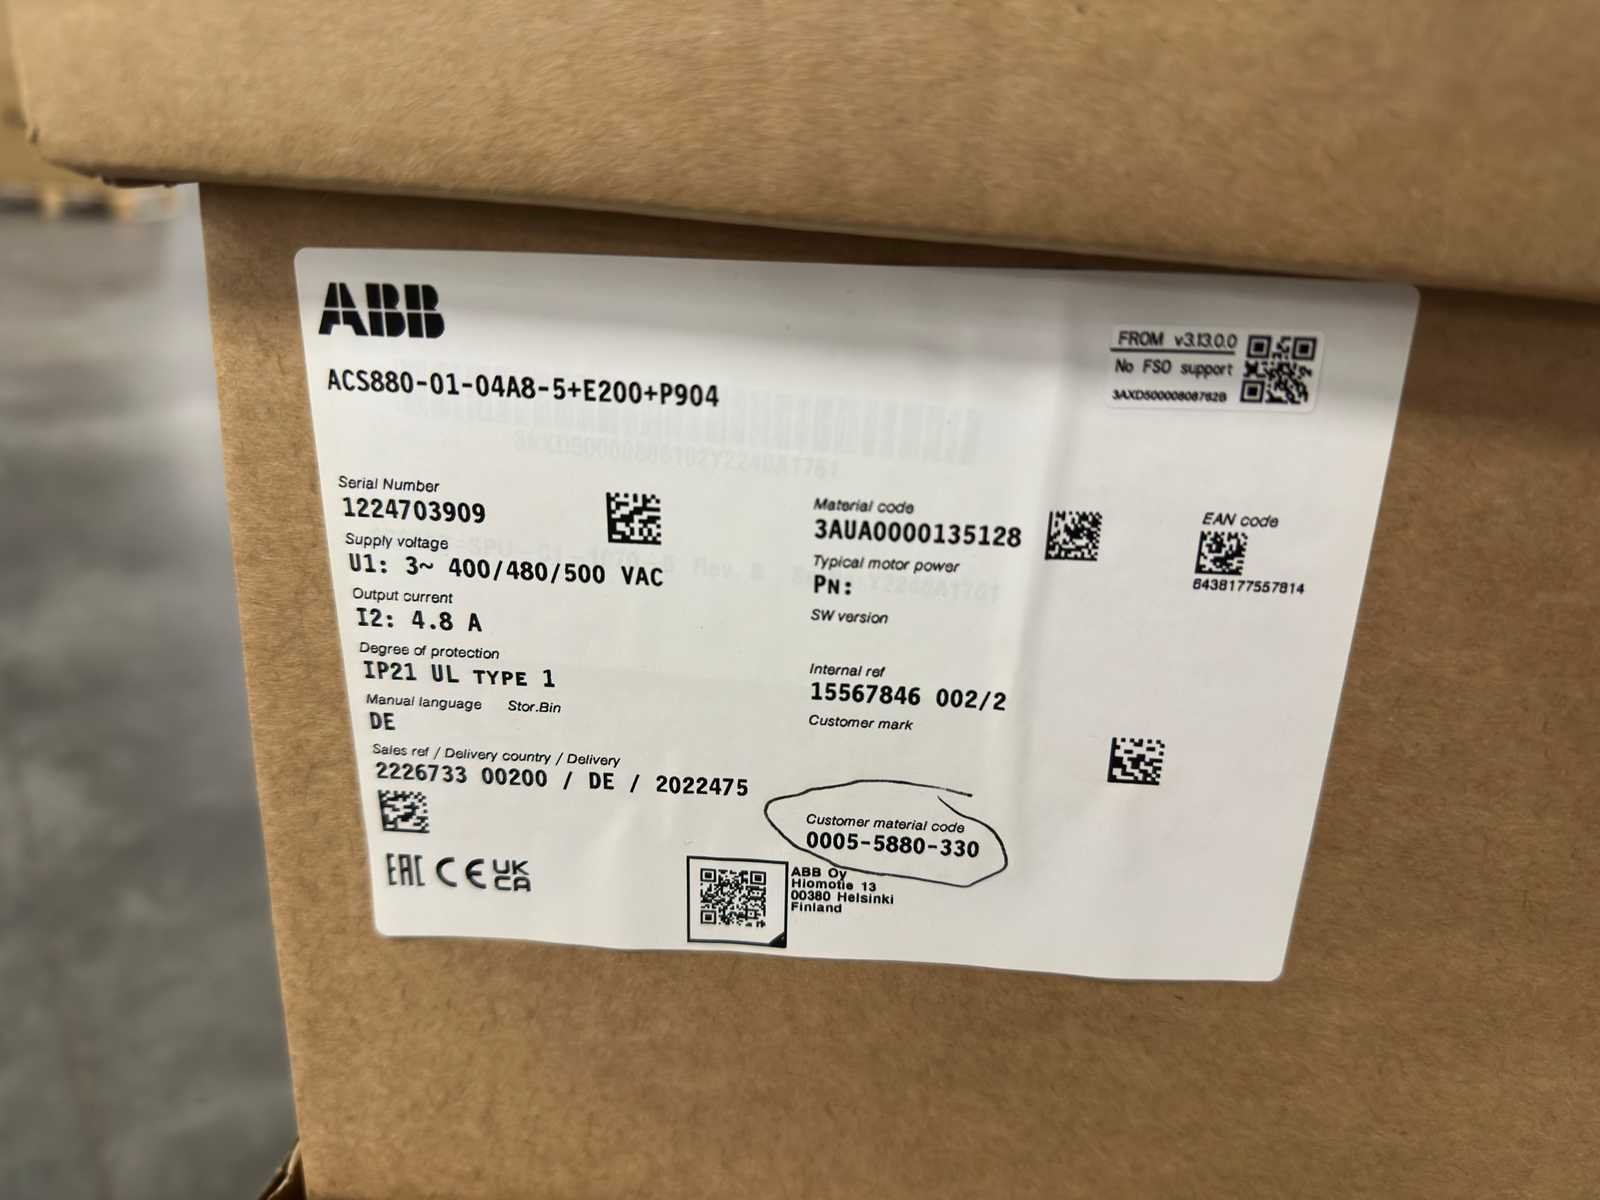 ABB
FROM v3.13.0.0
No FSO support
3AXD50000808762B
ACS880-01-04A8-5+E200+P904
Serial Number
1224703909
Supply voltage
U1: 3~ 400/480/500 VAC
Output current
I2: 4.8 A
Degree of protection
IP21 UL TYPE 1
Manual language Stor.Bin
DE
Sales ref / Delivery country / Delivery
2226733 00200 / DE / 2022475
Material code
3AUA0000135128
Typical motor power
PN:
SW version
Internal ref
15567846 002/2
Customer mark
Customer material code
0005-5880-330
EAN code
6438177557814
EAC CE UKCA
ABB Oy
Hiomotie 13
00380 Helsinki
Finland